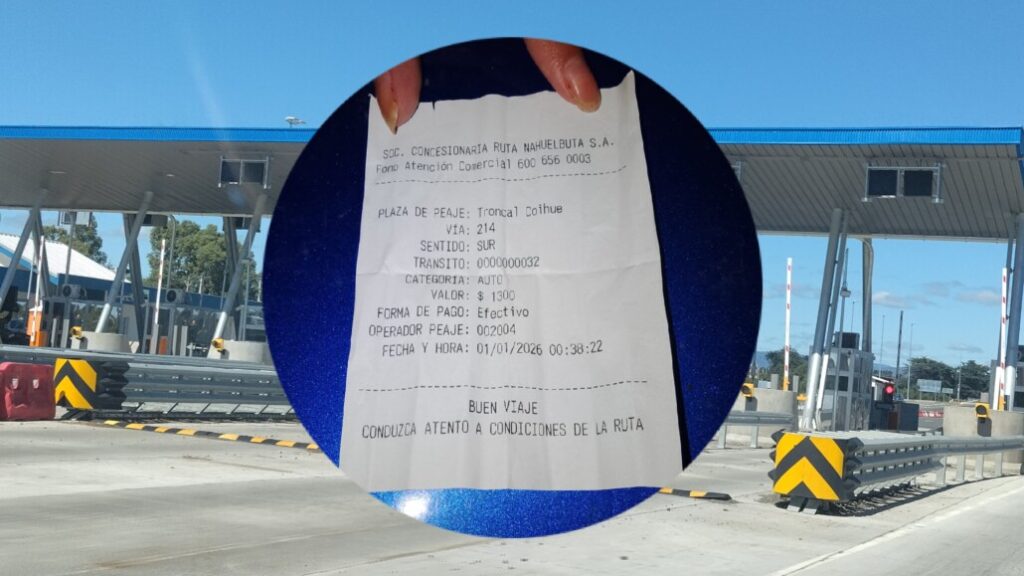 SOC. CONCESIONARIA RUTA NAHUELBUTA S.A.
Fono Atención Comercial 600 656 0003
PLAZA DE PEAJE: Troncal Coihue
VÍA: 214
SENTIDO: SUR
TRANSITO: 0000000032
CATEGORIA: AUTO
VALOR: $ 1300
FORMA DE PAGO: Efectivo
OPERADOR PEAJE: 002004
FECHA Y HORA: 01/01/2026 00:38:22
BUEN VIAJE
CONDUZCA ATENTO A CONDICIONES DE LA RUTA